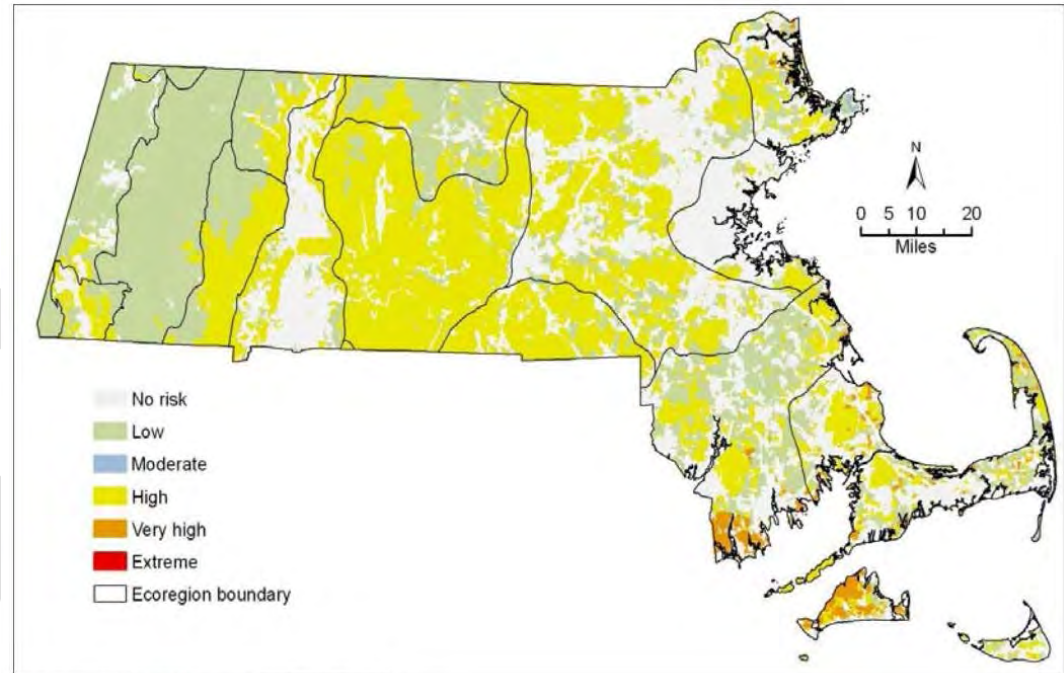 N
0 5 10 20
Miles
No risk
Low
Moderate
High
Very high
Extreme
Ecoregion boundary